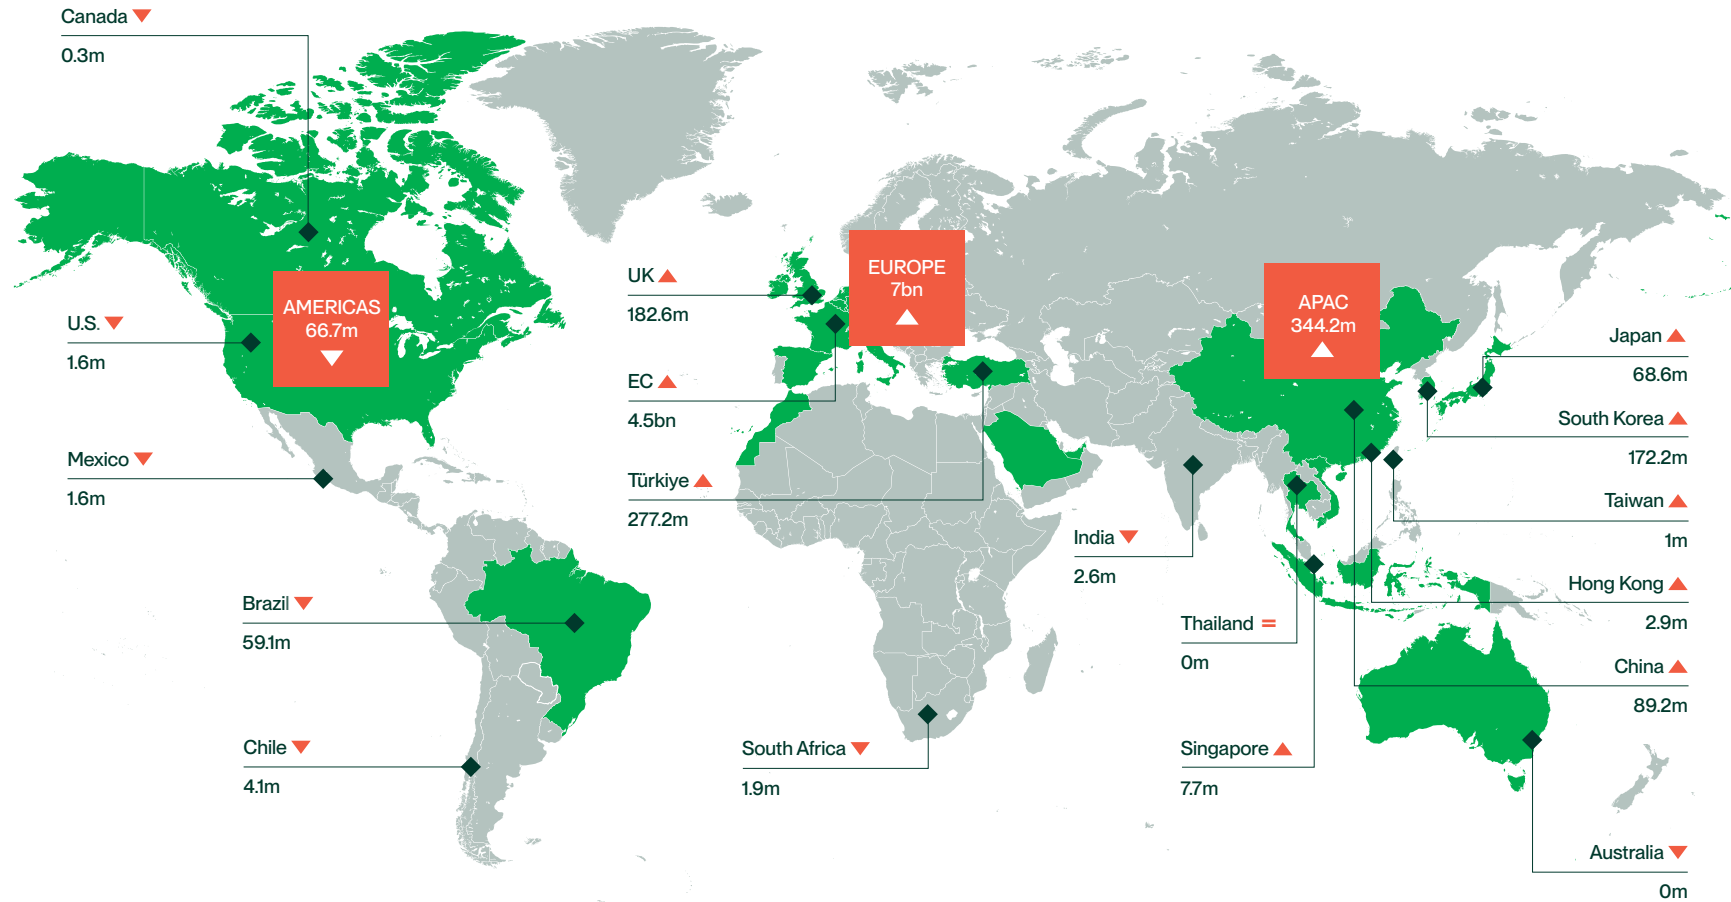 Canada
0.3m
AMERICAS
66.7m
U.S.
1.6m
Mexico
1.6m
Brazil
59.1m
Chile
4.1m
EUROPE
7bn
UK
182.6m
EC
4.5bn
Türkiye
277.2m
South Africa
1.9m
APAC
344.2m
India
2.6m
Thailand =
0m
Singapore
7.7m
Japan
68.6m
South Korea
172.2m
Taiwan
1m
Hong Kong
2.9m
China
89.2m
Australia
0m